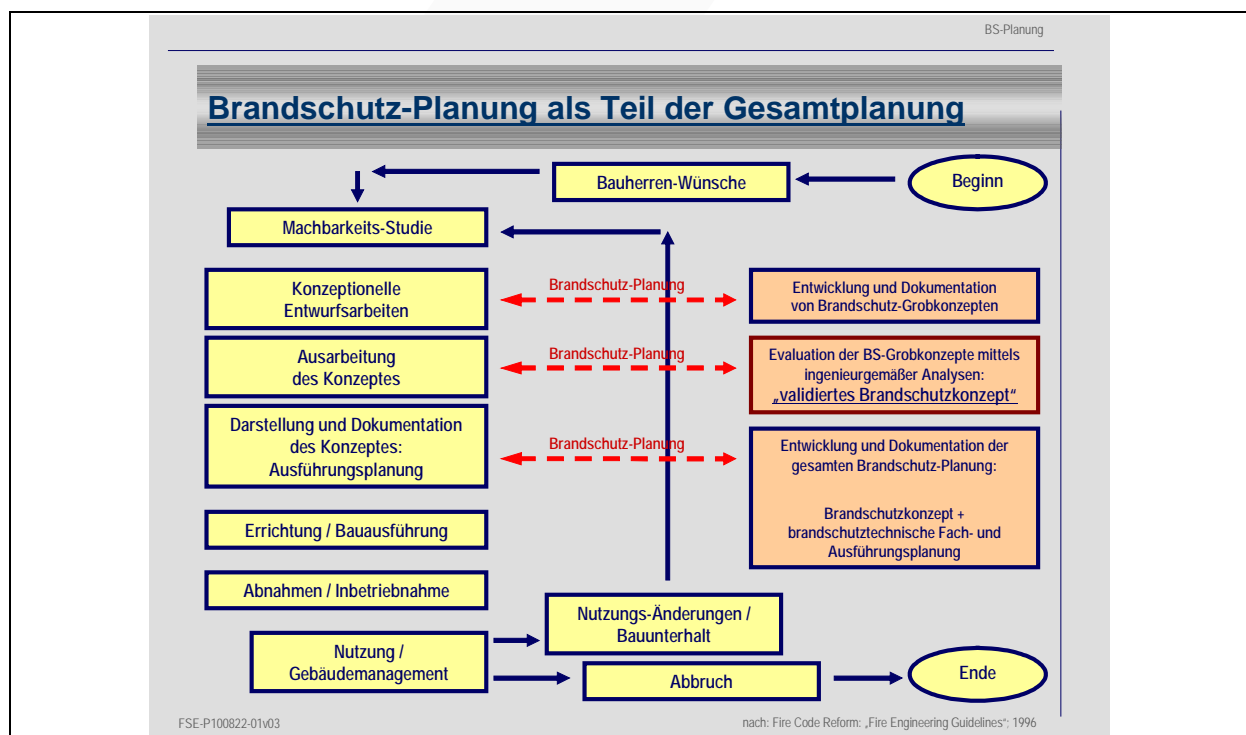 BS-Planung
Brandschutz-Planung als Teil der Gesamtplanung
Bauherren-Wünsche
Beginn
Machbarkeits-Studie
Konzeptionelle
Entwurfsarbeiten
Brandschutz-Planung
Entwicklung und Dokumentation
von Brandschutz-Grobkonzepten
Ausarbeitung
des Konzeptes
Brandschutz-Planung
Evaluation der BS-Grobkonzepte mittels
ingenieurgemäßer Analysen:
„validiertes Brandschutzkonzept“
Darstellung und Dokumentation
des Konzeptes:
Ausführungsplanung
Brandschutz-Planung
Entwicklung und Dokumentation der
gesamten Brandschutz-Planung:
Brandschutzkonzept +
brandschutztechnische Fach- und
Ausführungsplanung
Errichtung / Bauausführung
Abnahmen / Inbetriebnahme
Nutzungs-Änderungen /
Bauunterhalt
Nutzung /
Gebäudemanagement
Abbruch
Ende
FSE-P100822-01v03
nach: Fire Code Reform: „Fire Engineering Guidelines“; 1996